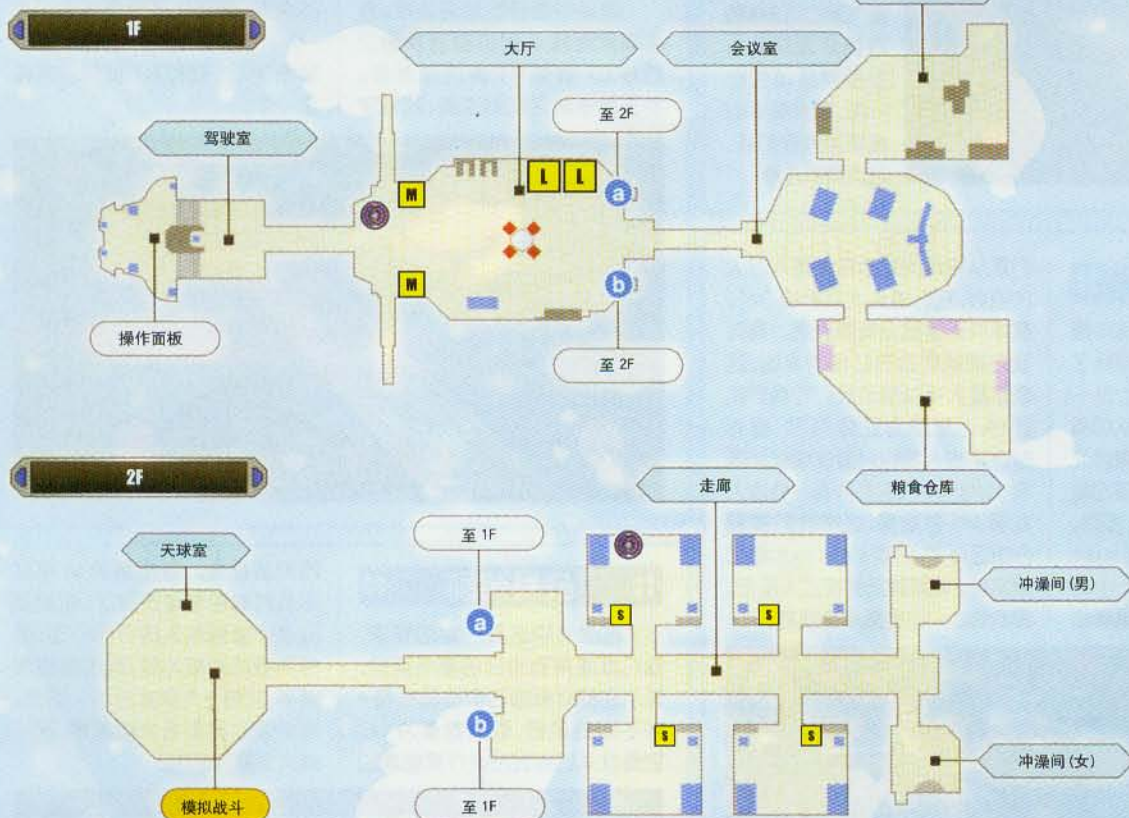 1F
大厅
会议室
至 2F
驾驶室
M
L
L
a
M
b
操作面板
至 2F
2F
走廊
粮食仓库
至 1F
天球室
a
S
S
冲澡间(男)
b
S
S
冲澡间(女)
模拟战斗
至 1F